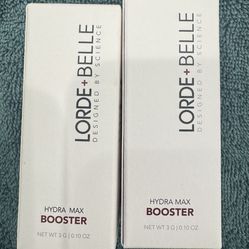 LORDE+BELLE
DESIGNED BY SCIENCE
HYDRA MAX
BOOSTER
NET WT 3 G | 0.10 OZ
LORDE+BELLE
DESIGNED BY SCIENCE
HYDRA MAX
BOOSTER
NET WT 3 G | 0.10 OZ